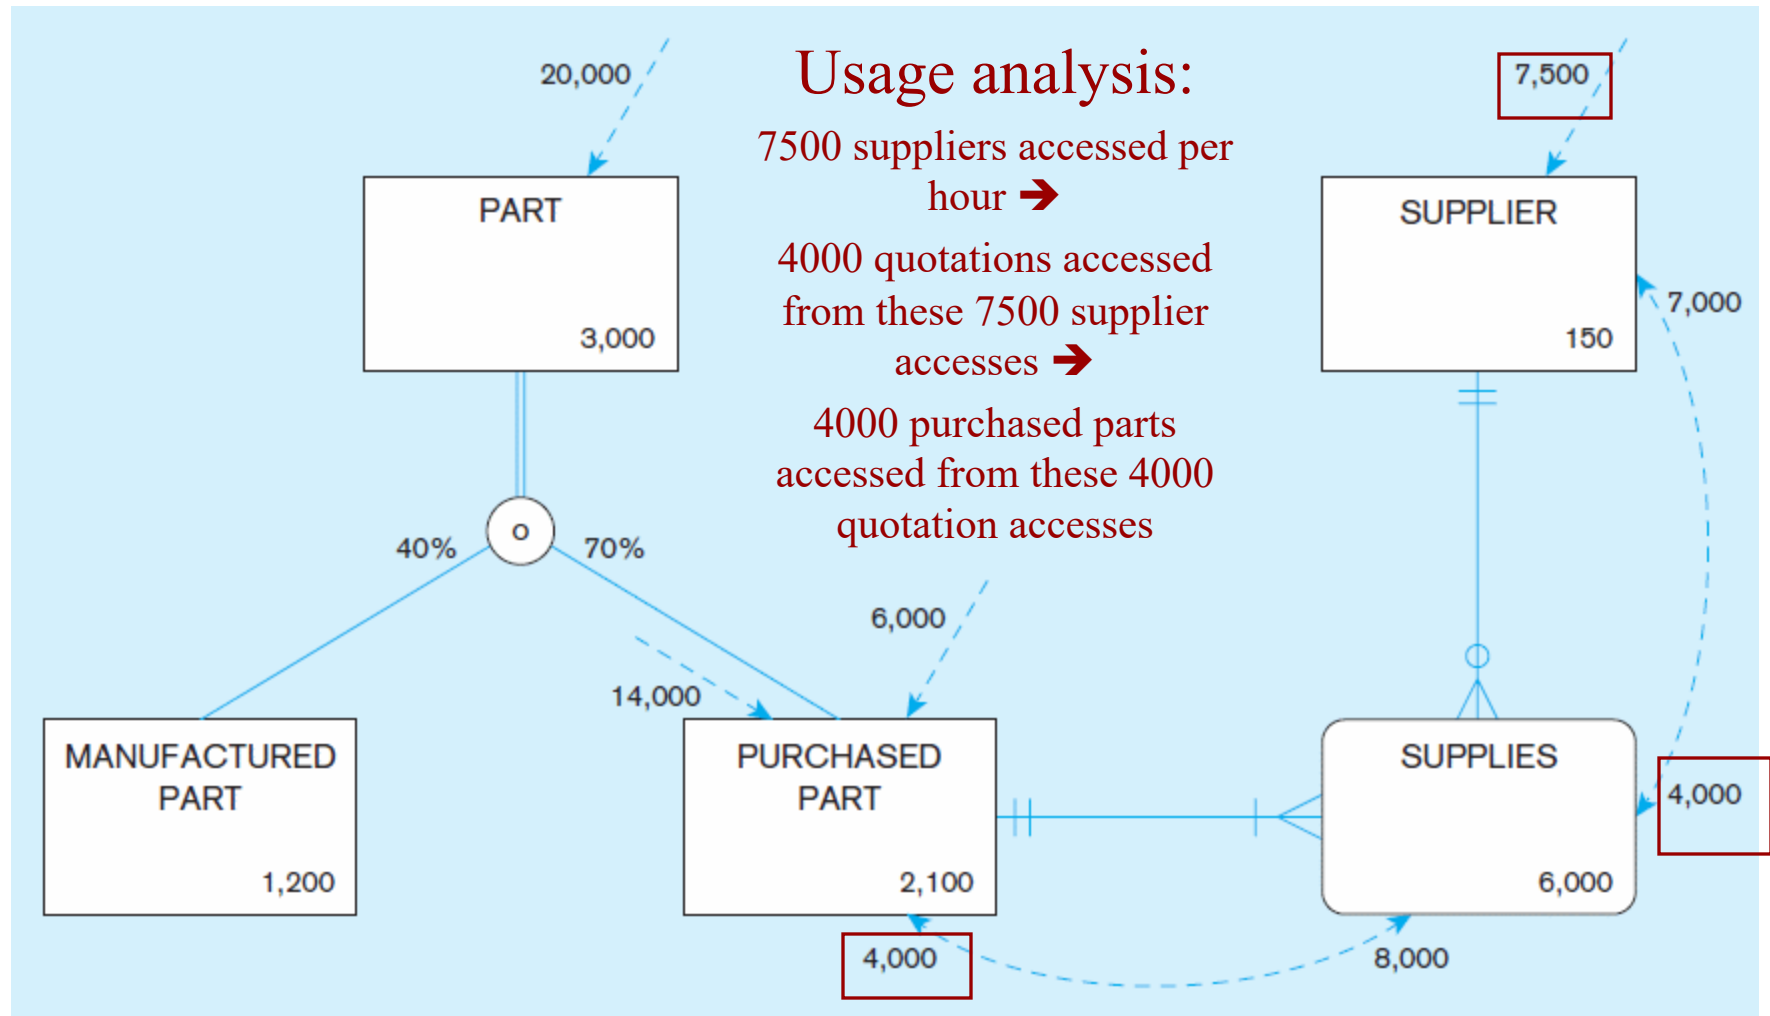 Usage analysis:
7500 suppliers accessed per
hour ➔
4000 quotations accessed
from these 7500 supplier
accesses ➔
4000 purchased parts
accessed from these 4000
quotation accesses
20,000
7,500
PART
3,000
SUPPLIER
150
7,000
40%
o
70%
6,000
14,000
MANUFACTURED
PART
1,200
PURCHASED
PART
2,100
SUPPLIES
6,000
4,000
4,000
8,000